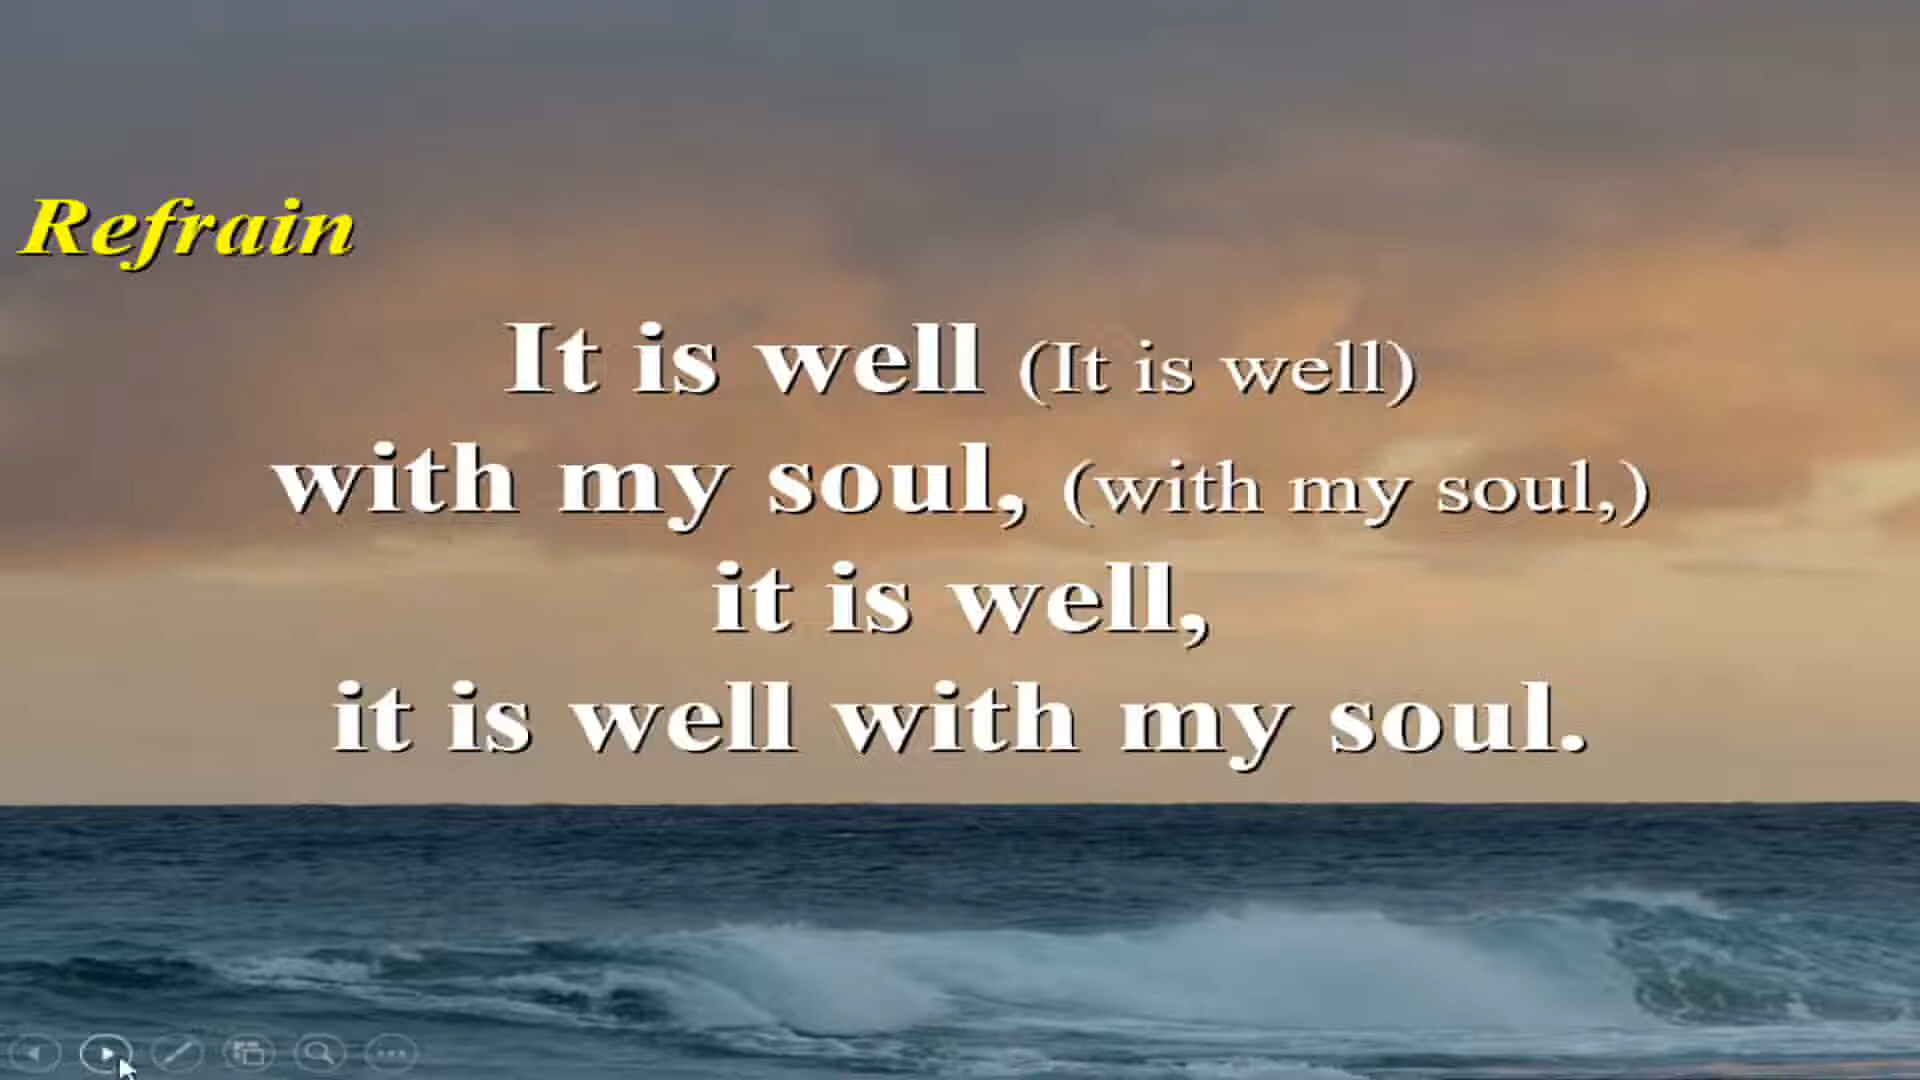 Refrain
It is well (It is well)
with my soul, (with my soul,)
it is well,
it is well with my soul.